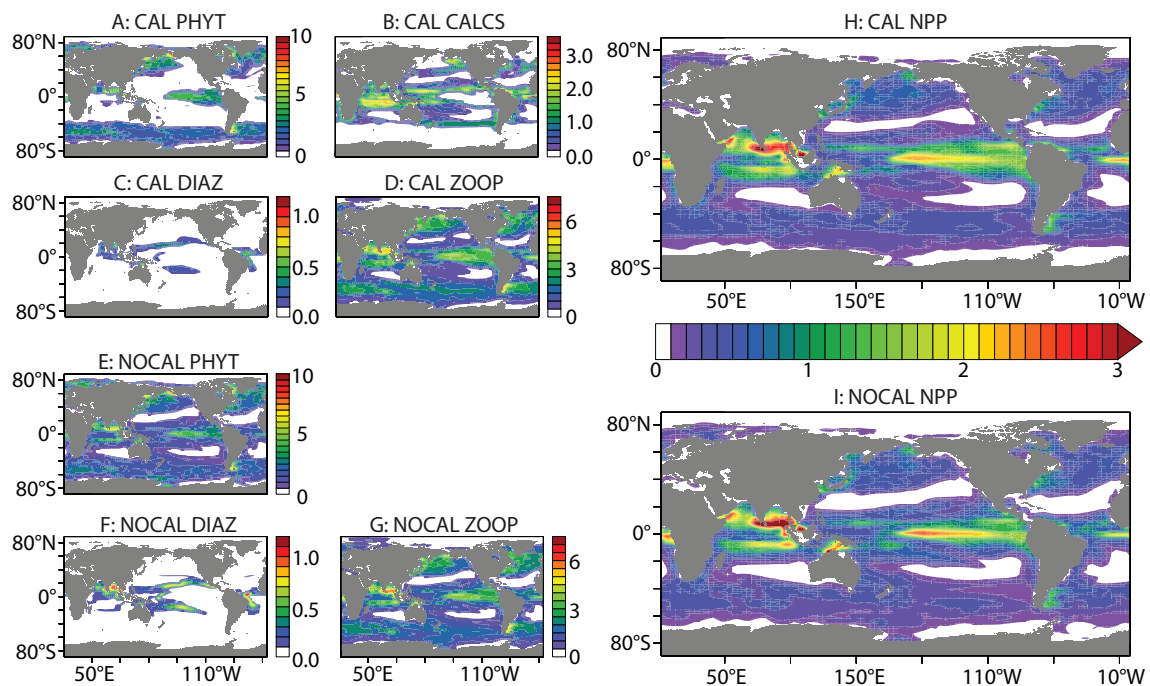 A: CAL PHYT
80°N
0°
80°S
10
5
0
B: CAL CALCS
3.0
2.0
1.0
0.0
C: CAL DIAZ
80°N
0°
80°S
1.0
0.5
0.0
D: CAL ZOOP
6
3
0
E: NOCAL PHYT
80°N
0°
80°S
10
5
0
F: NOCAL DIAZ
80°N
0°
80°S
50°E
110°W
1.0
0.5
0.0
G: NOCAL ZOOP
50°E
110°W
6
3
0
H: CAL NPP
80°N
0°
80°S
50°E
150°E
110°W
10°W
0
1
2
3
I: NOCAL NPP
80°N
0°
80°S
50°E
150°E
110°W
10°W